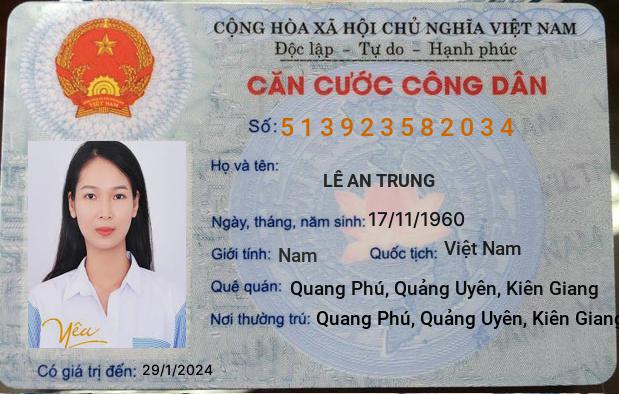 CỘNG HÒA XÃ HỘI CHỦ NGHĨA VIỆT NAM
Độc lập - Tự do - Hạnh phúc
CĂN CƯỚC CÔNG DÂN
Số: 513923582034
Họ và tên:
LÊ AN TRUNG
Ngày, tháng, năm sinh: 17/11/1960
Giới tính: Nam Quốc tịch: Việt Nam
Quê quán: Quang Phú, Quảng Uyên, Kiên Giang
Nơi thường trú: Quang Phú, Quảng Uyên, Kiên Giang
Yêu
Có giá trị đến: 29/1/2024
VIỆT NAM